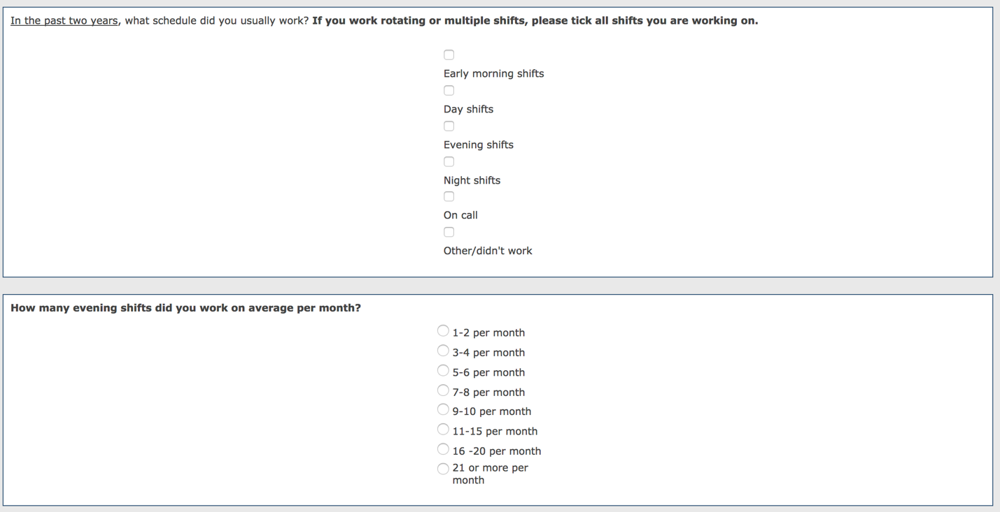 In the past two years, what schedule did you usually work? If you work rotating or multiple shifts, please tick all shifts you are working on.
Early morning shifts
Day shifts
Evening shifts
Night shifts
On call
Other/didn't work
How many evening shifts did you work on average per month?
1-2 per month
3-4 per month
5-6 per month
7-8 per month
9-10 per month
11-15 per month
16 -20 per month
21 or more per
month